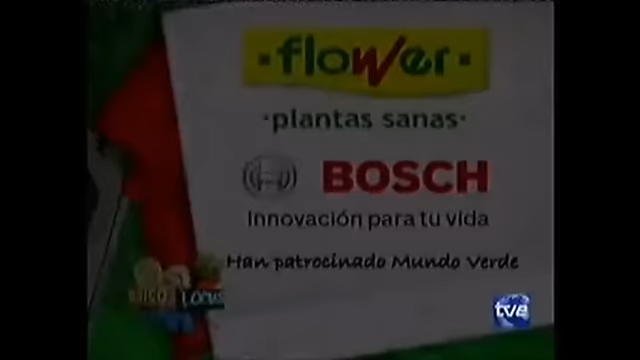 ·flower·
·plantas sanas·
BOSCH
Innovación para tu vida
Han patrocinado Mundo Verde
tve